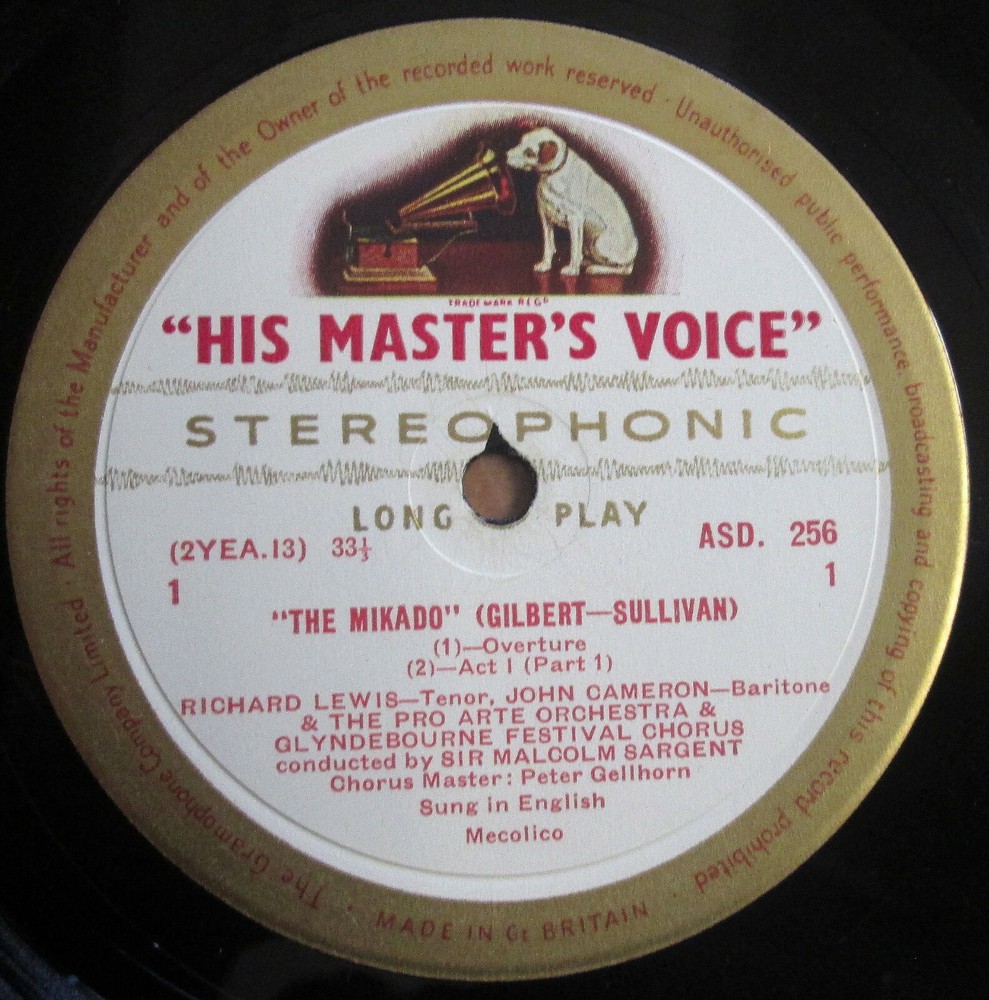 The Gramophone Company Limited · All rights of the Manufacturer and of the Owner of the recorded work reserved · Unauthorised public performance broadcasting and copying of this record prohibited ·
TRADE MARK REGD
"HIS MASTER'S VOICE"
STEREOPHONIC
LONG PLAY
(2YEA.13) 33⅓ ASD. 256
1 1
"THE MIKADO" (GILBERT—SULLIVAN)
(1)—Overture
(2)—Act I (Part 1)
RICHARD LEWIS—Tenor, JOHN CAMERON—Baritone
& THE PRO ARTE ORCHESTRA &
GLYNDEBOURNE FESTIVAL CHORUS
conducted by SIR MALCOLM SARGENT
Chorus Master: Peter Gellhorn
Sung in English
Mecolico
MADE IN Gt BRITAIN